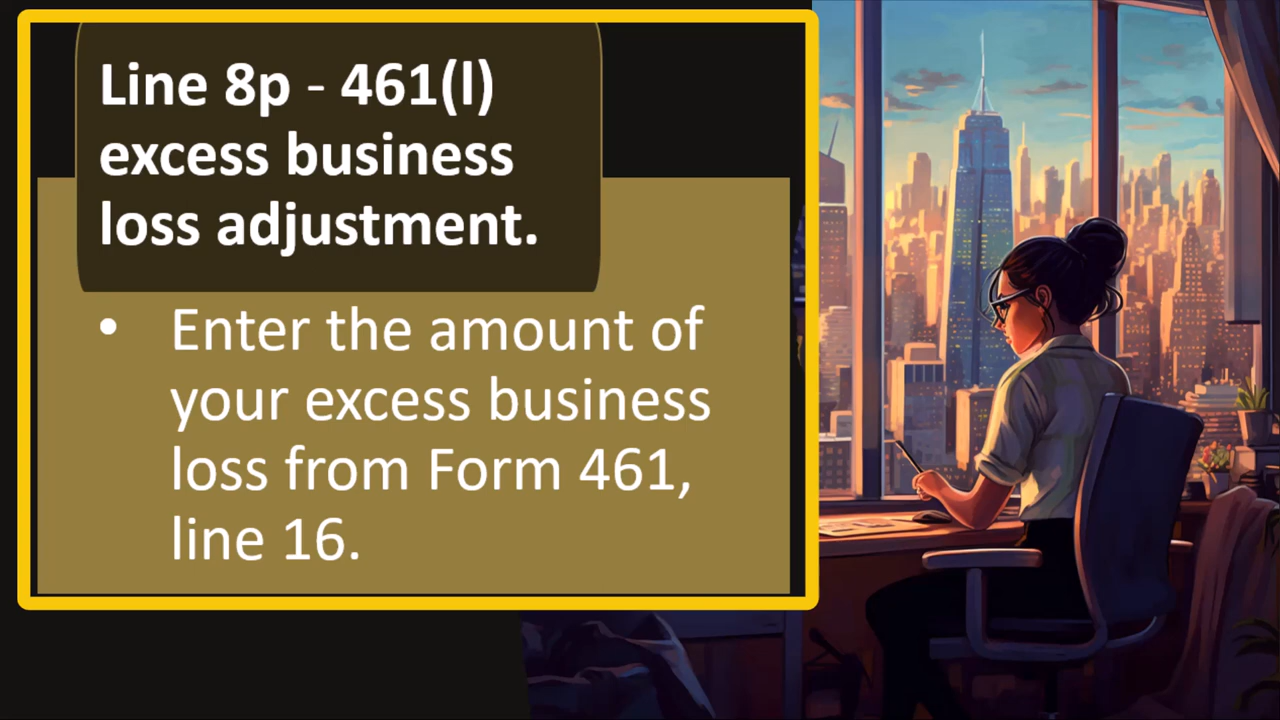 Line 8p - 461(l)
excess business
loss adjustment.
• Enter the amount of
your excess business
loss from Form 461,
line 16.